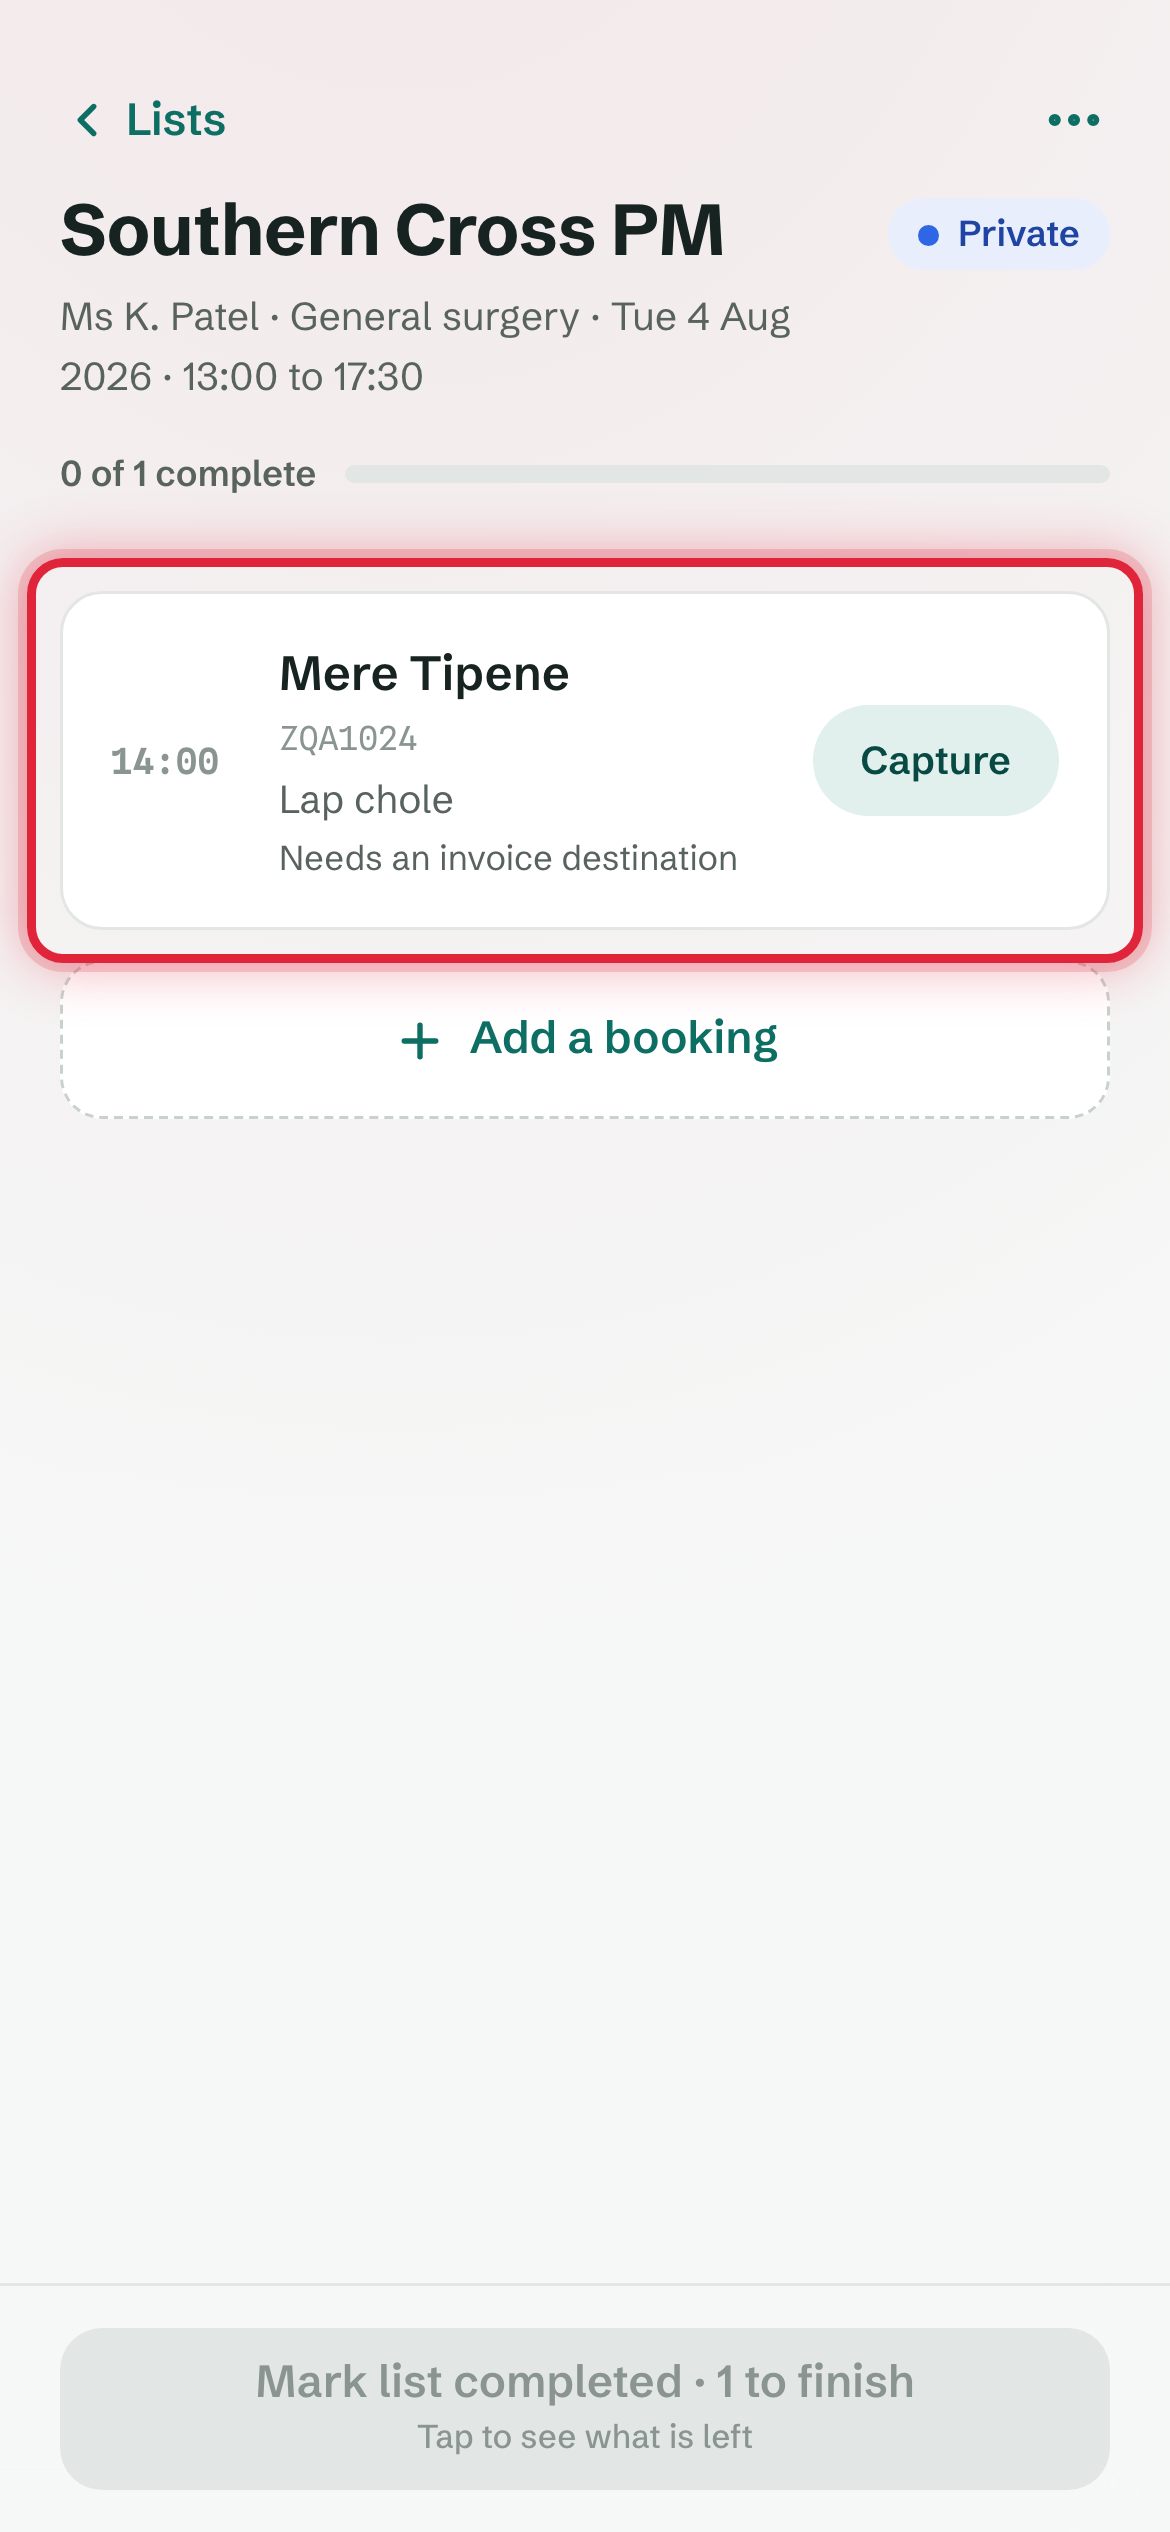 Lists
Southern Cross PM
Private
Ms K. Patel · General surgery · Tue 4 Aug
2026 · 13:00 to 17:30
0 of 1 complete
Mere Tipene
ZQA1024
14:00
Capture
Lap chole
Needs an invoice destination
+ Add a booking
Mark list completed · 1 to finish
Tap to see what is left